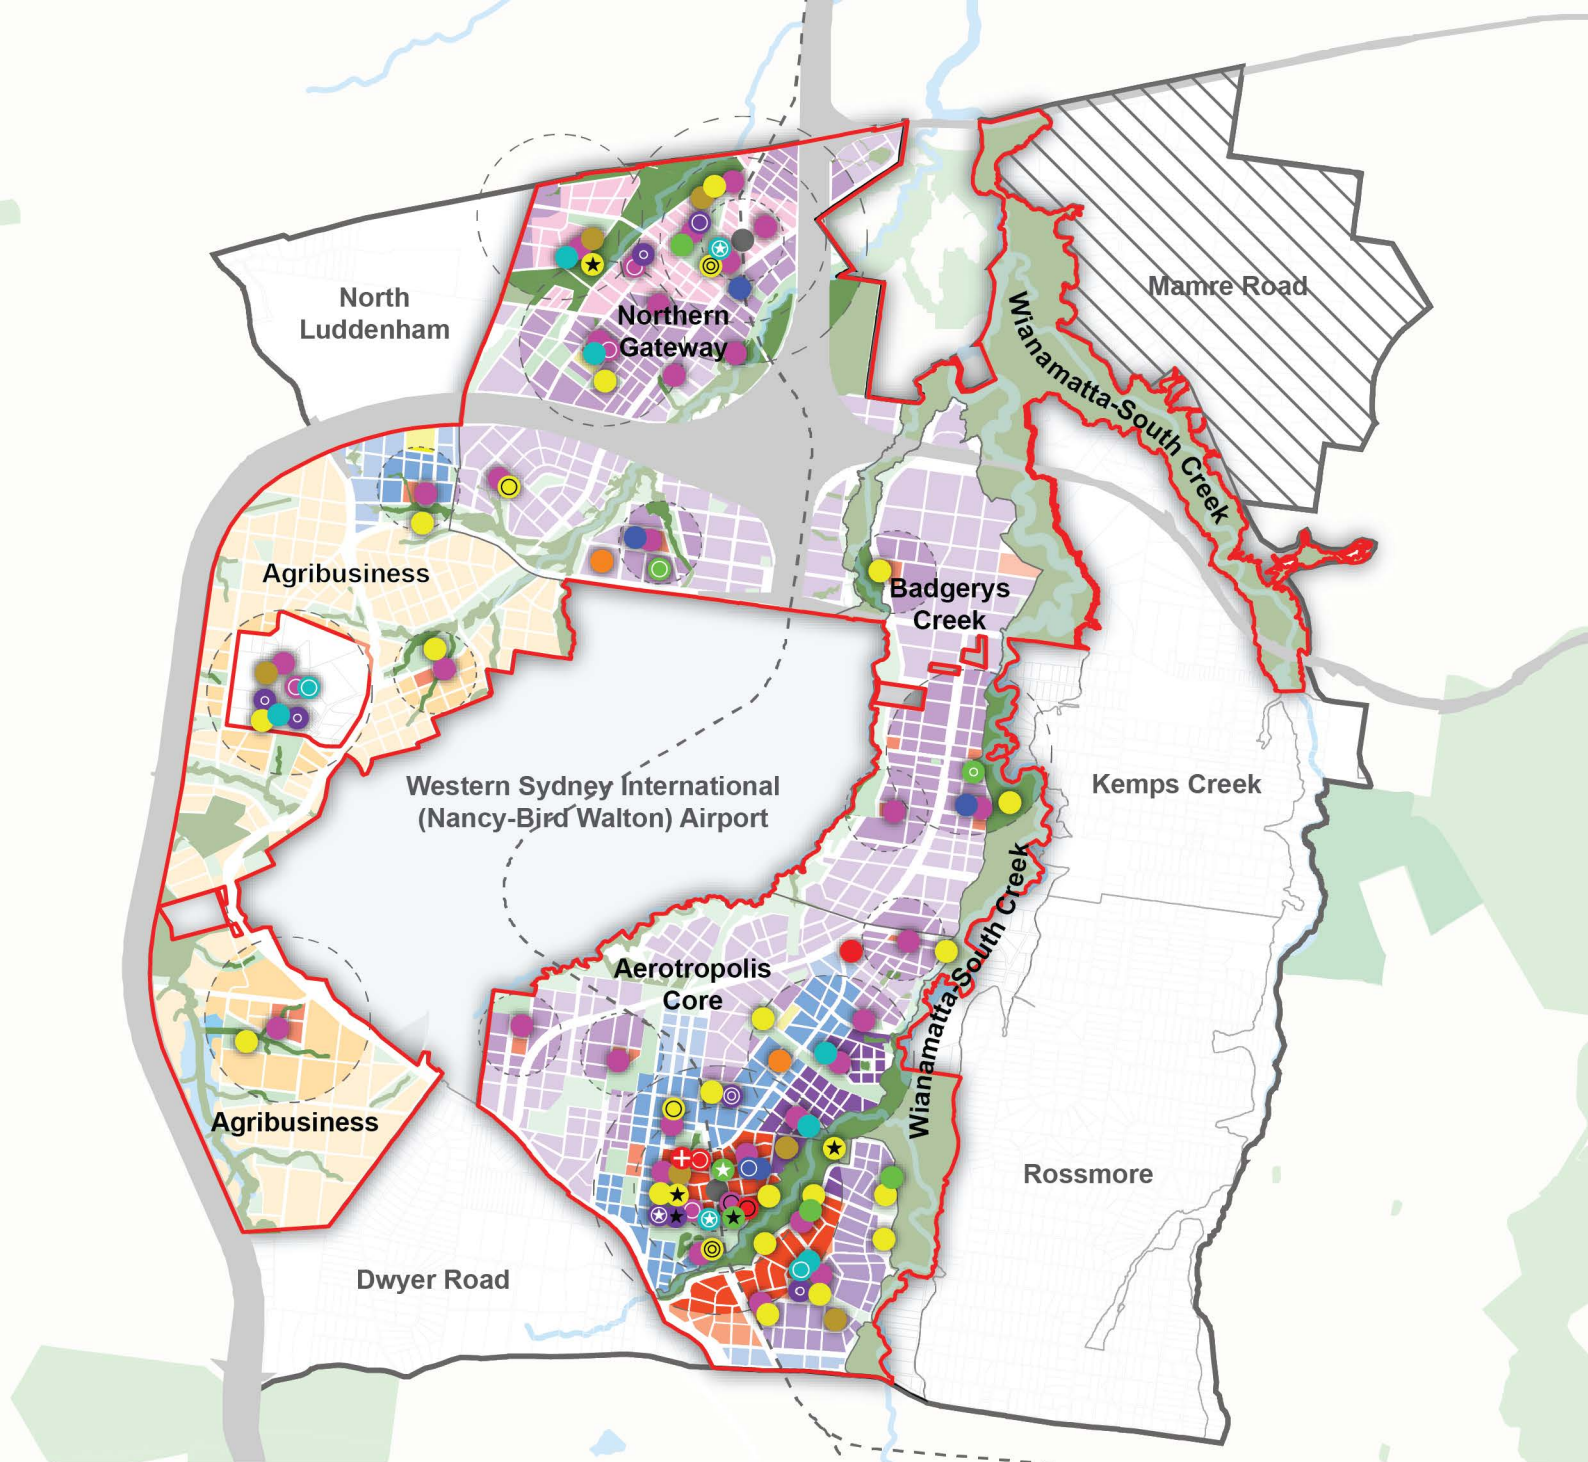 North
Luddenham
Northern
Gateway
Mamre Road
Wianamatta-South Creek
Agribusiness
Badgerys
Creek
Western Sydney International
(Nancy-Bird Walton) Airport
Kemps Creek
Wianamatta-South Creek
Aerotropolis
Core
Agribusiness
Rossmore
Dwyer Road